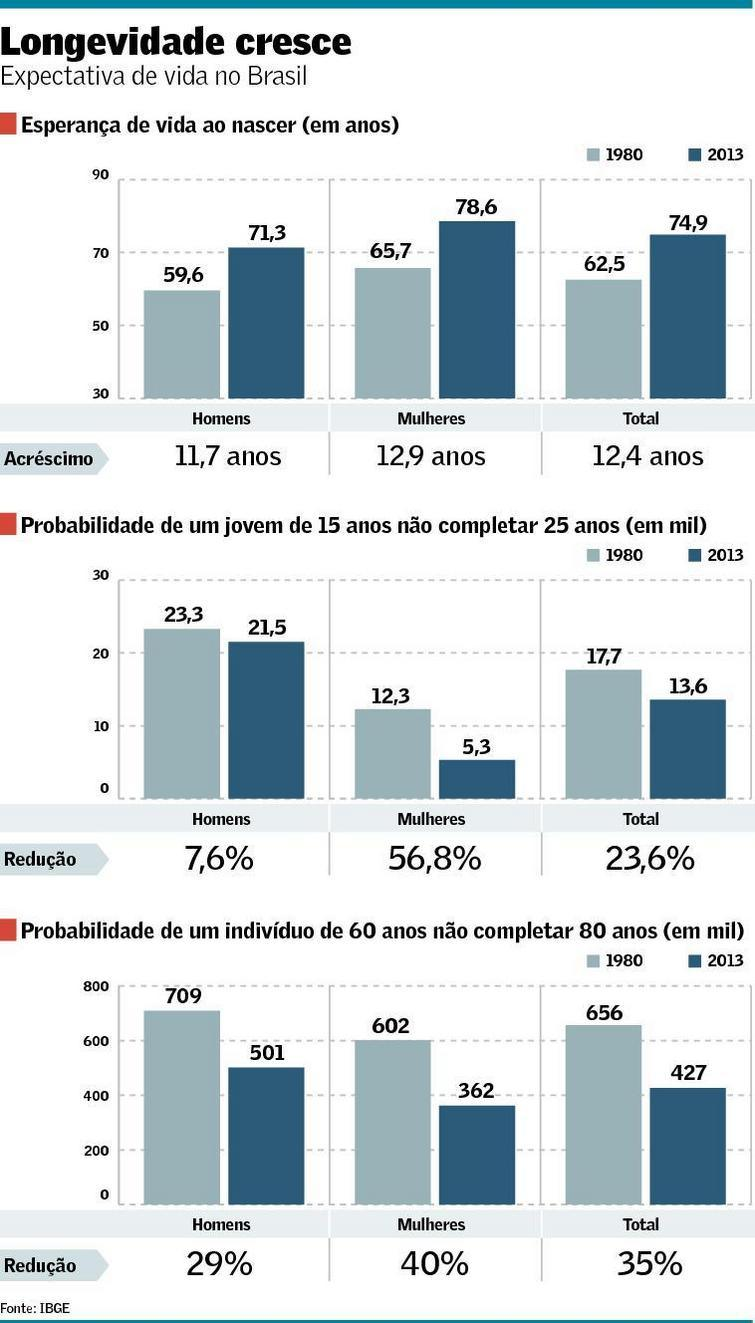 Longevidade cresce
Expectativa de vida no Brasil
Esperança de vida ao nascer (em anos)
1980 2013
90
70
50
30
59,6 71,3 65,7 78,6 62,5 74,9
Homens Mulheres Total
Acréscimo 11,7 anos 12,9 anos 12,4 anos
Probabilidade de um jovem de 15 anos não completar 25 anos (em mil)
1980 2013
30
20
10
0
23,3 21,5 12,3 5,3 17,7 13,6
Homens Mulheres Total
Redução 7,6% 56,8% 23,6%
Probabilidade de um indivíduo de 60 anos não completar 80 anos (em mil)
1980 2013
800
600
400
200
0
709 501 602 362 656 427
Homens Mulheres Total
Redução 29% 40% 35%
Fonte: IBGE